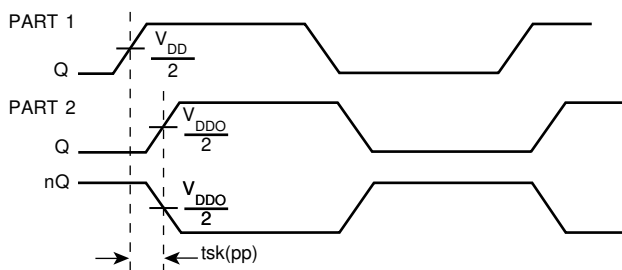 PART 1
V DD
2
Q
PART 2
V DDO
2
Q
nQ
V DDO
2
tsk(pp)